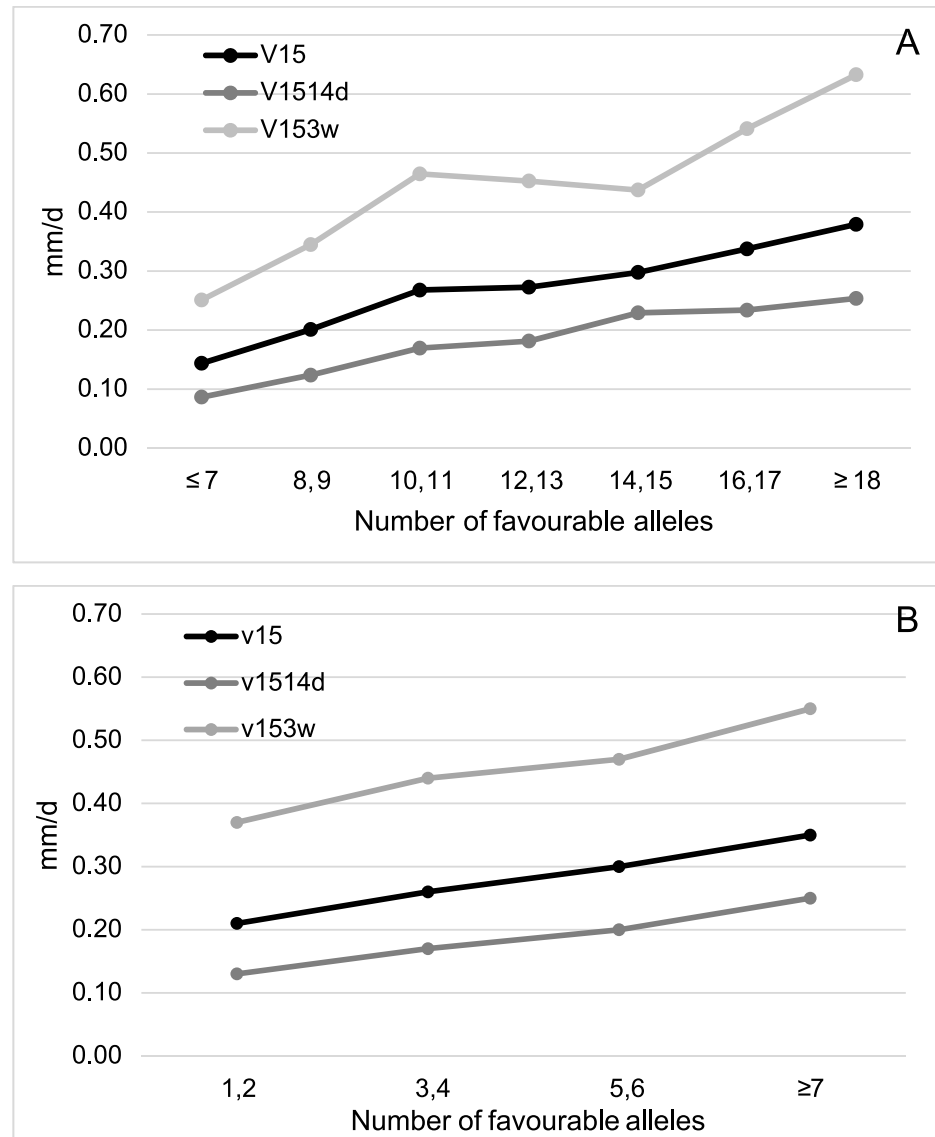 A
0.70
0.60
0.50
0.40
0.30
0.20
0.10
0.00
mm/d
V15
V1514d
V153w
≤ 7 8,9 10,11 12,13 14,15 16,17 ≥ 18
Number of favourable alleles
B
0.70
0.60
0.50
0.40
0.30
0.20
0.10
0.00
mm/d
v15
v1514d
v153w
1,2 3,4 5,6 ≥7
Number of favourable alleles